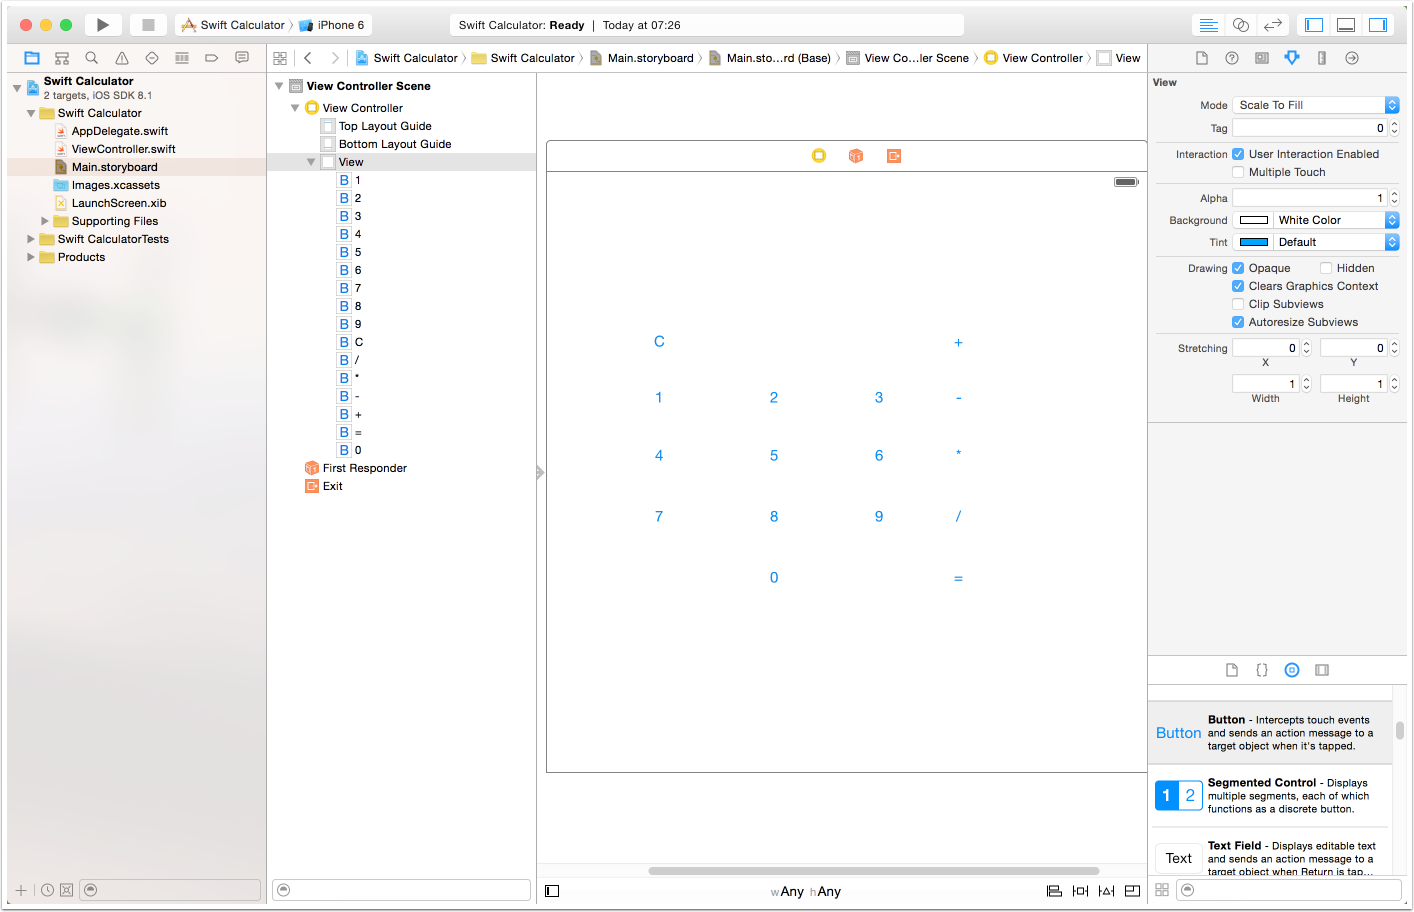 Swift Calculator
iPhone 6
Swift Calculator: Ready | Today at 07:26
Swift Calculator
Swift Calculator
Main.storyboard
Main.sto...rd (Base)
View Co...ler Scene
View Controller
View
Swift Calculator
2 targets, iOS SDK 8.1
Swift Calculator
AppDelegate.swift
ViewController.swift
Main.storyboard
Images.xcassets
LaunchScreen.xib
Supporting Files
Swift CalculatorTests
Products
View Controller Scene
View Controller
Top Layout Guide
Bottom Layout Guide
View
B 1
B 2
B 3
B 4
B 5
B 6
B 7
B 8
B 9
B C
B /
B *
B -
B +
B =
B 0
First Responder
Exit
C +
1 2 3 -
4 5 6 *
7 8 9 /
0 =
wAny hAny
View
Mode Scale To Fill
Tag 0
Interaction User Interaction Enabled
Multiple Touch
Alpha 1
Background White Color
Tint Default
Drawing Opaque Hidden
Clears Graphics Context
Clip Subviews
Autoresize Subviews
Stretching 0 0
X Y
1 1
Width Height
{}
Button
Button - Intercepts touch events
and sends an action message to a
target object when it's tapped.
1 2
Segmented Control - Displays
multiple segments, each of which
functions as a discrete button.
Text
Text Field - Displays editable text
and sends an action message to a
target object when Return is tap...